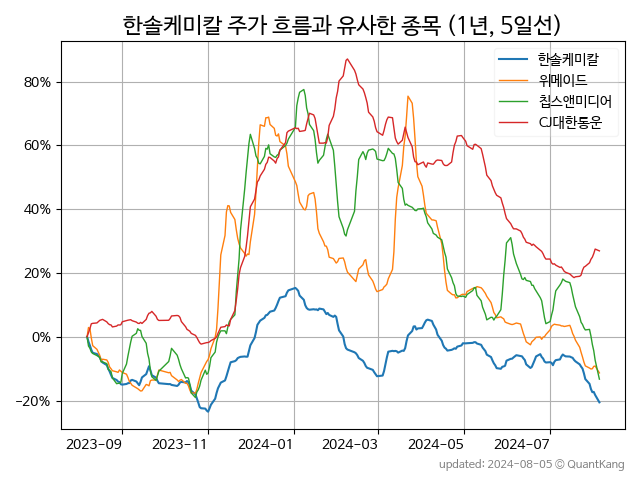 한솔케미칼 주가 흐름과 유사한 종목 (1년, 5일선)
한솔케미칼
위메이드
칩스앤미디어
CJ대한통운
80%
60%
40%
20%
0%
−20%
2023-09 2023-11 2024-01 2024-03 2024-05 2024-07
updated: 2024-08-05 © QuantKang